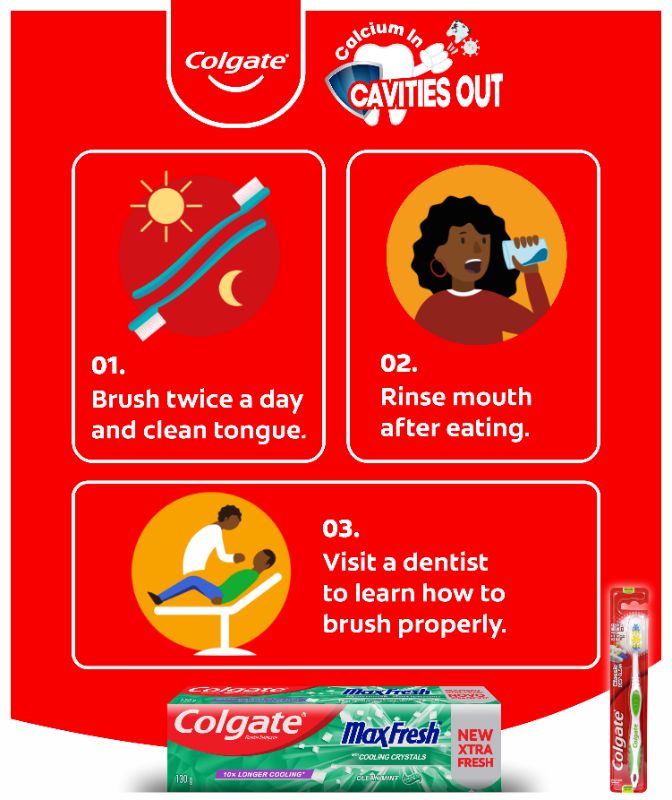 Colgate®
Calcium In
CAVITIES OUT
01.
Brush twice a day
and clean tongue.
02.
Rinse mouth
after eating.
03.
Visit a dentist
to learn how to
brush properly.
Colgate
MaxFresh
Colgate®
MaxFresh
WITH COOLING CRYSTALS
NEW
XTRA
FRESH
10X LONGER COOLING*
CLEAN MINT
130 g
Colgate
Colgate